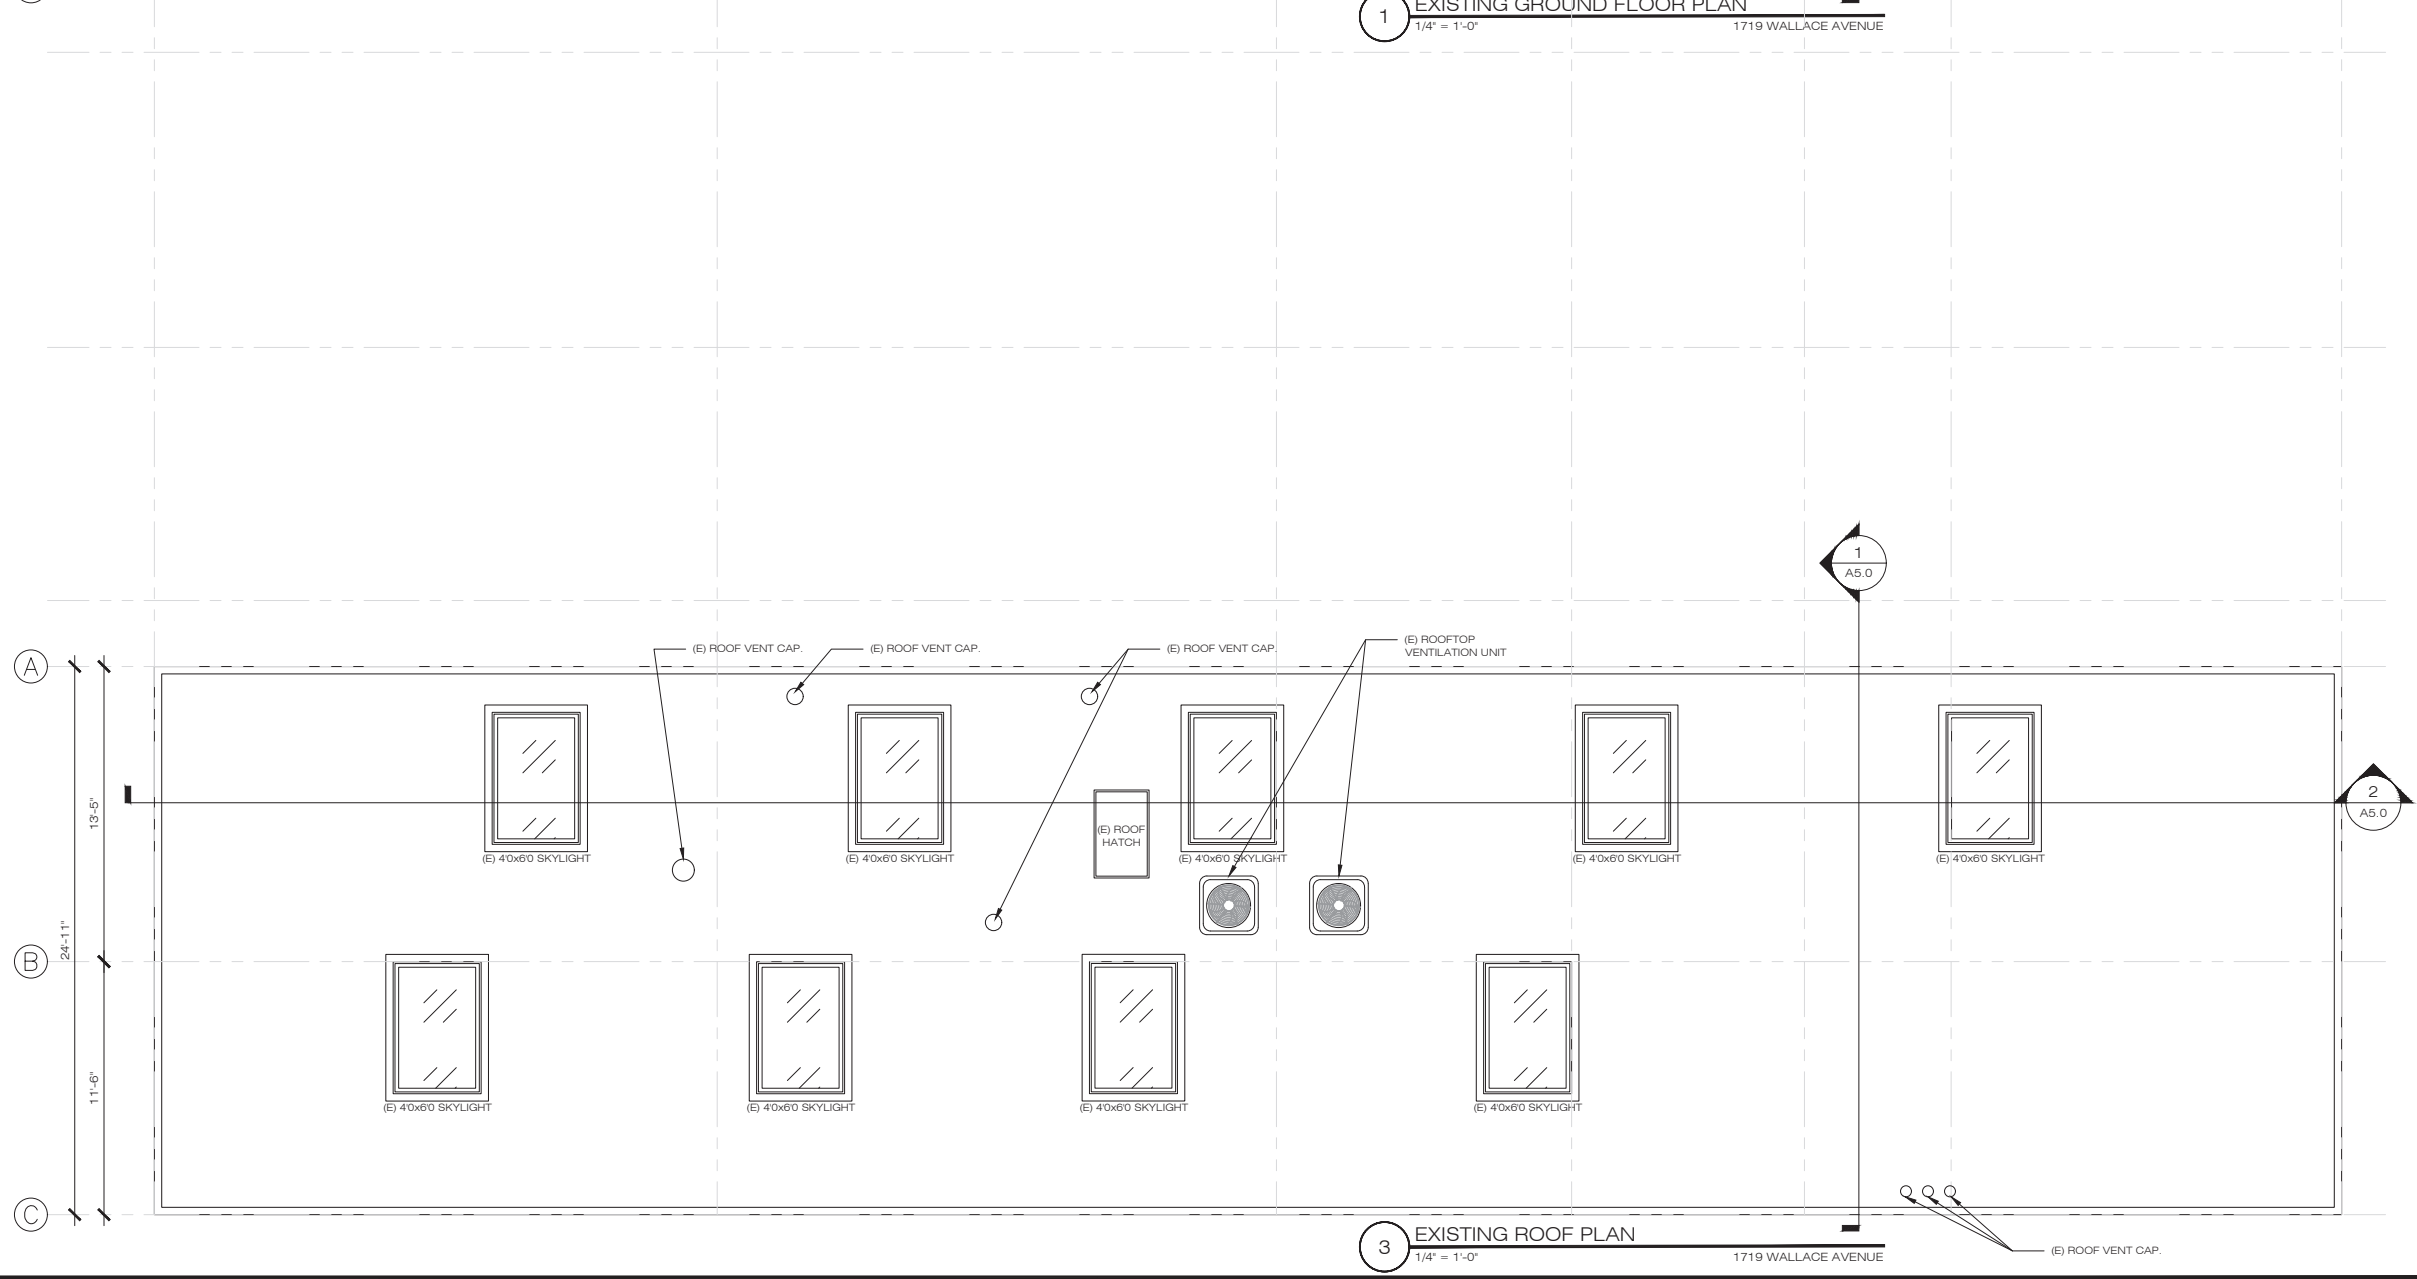 1
EXISTING GROUND FLOOR PLAN
1/4" = 1'-0"
1719 WALLACE AVENUE
1
A5.0
A
(E) ROOF VENT CAP.
(E) ROOF VENT CAP.
(E) ROOF VENT CAP.
(E) ROOFTOP
VENTILATION UNIT
13'-5"
24'-11"
2
A5.0
(E) ROOF
HATCH
(E) 4'0x6'0 SKYLIGHT
(E) 4'0x6'0 SKYLIGHT
(E) 4'0x6'0 SKYLIGHT
(E) 4'0x6'0 SKYLIGHT
(E) 4'0x6'0 SKYLIGHT
B
11'-6"
(E) 4'0x6'0 SKYLIGHT
(E) 4'0x6'0 SKYLIGHT
(E) 4'0x6'0 SKYLIGHT
(E) 4'0x6'0 SKYLIGHT
C
3
EXISTING ROOF PLAN
1/4" = 1'-0"
1719 WALLACE AVENUE
(E) ROOF VENT CAP.